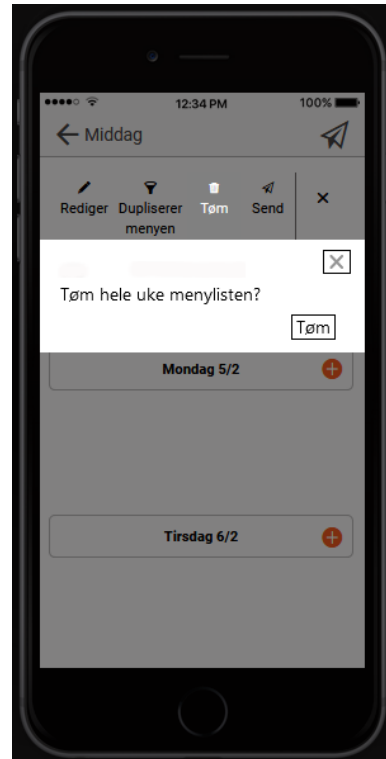 12:34 PM 100%
Middag
Rediger Dupliserer menyen Tøm Send
Tøm hele uke menylisten?
Tøm
Mondag 5/2
Tirsdag 6/2